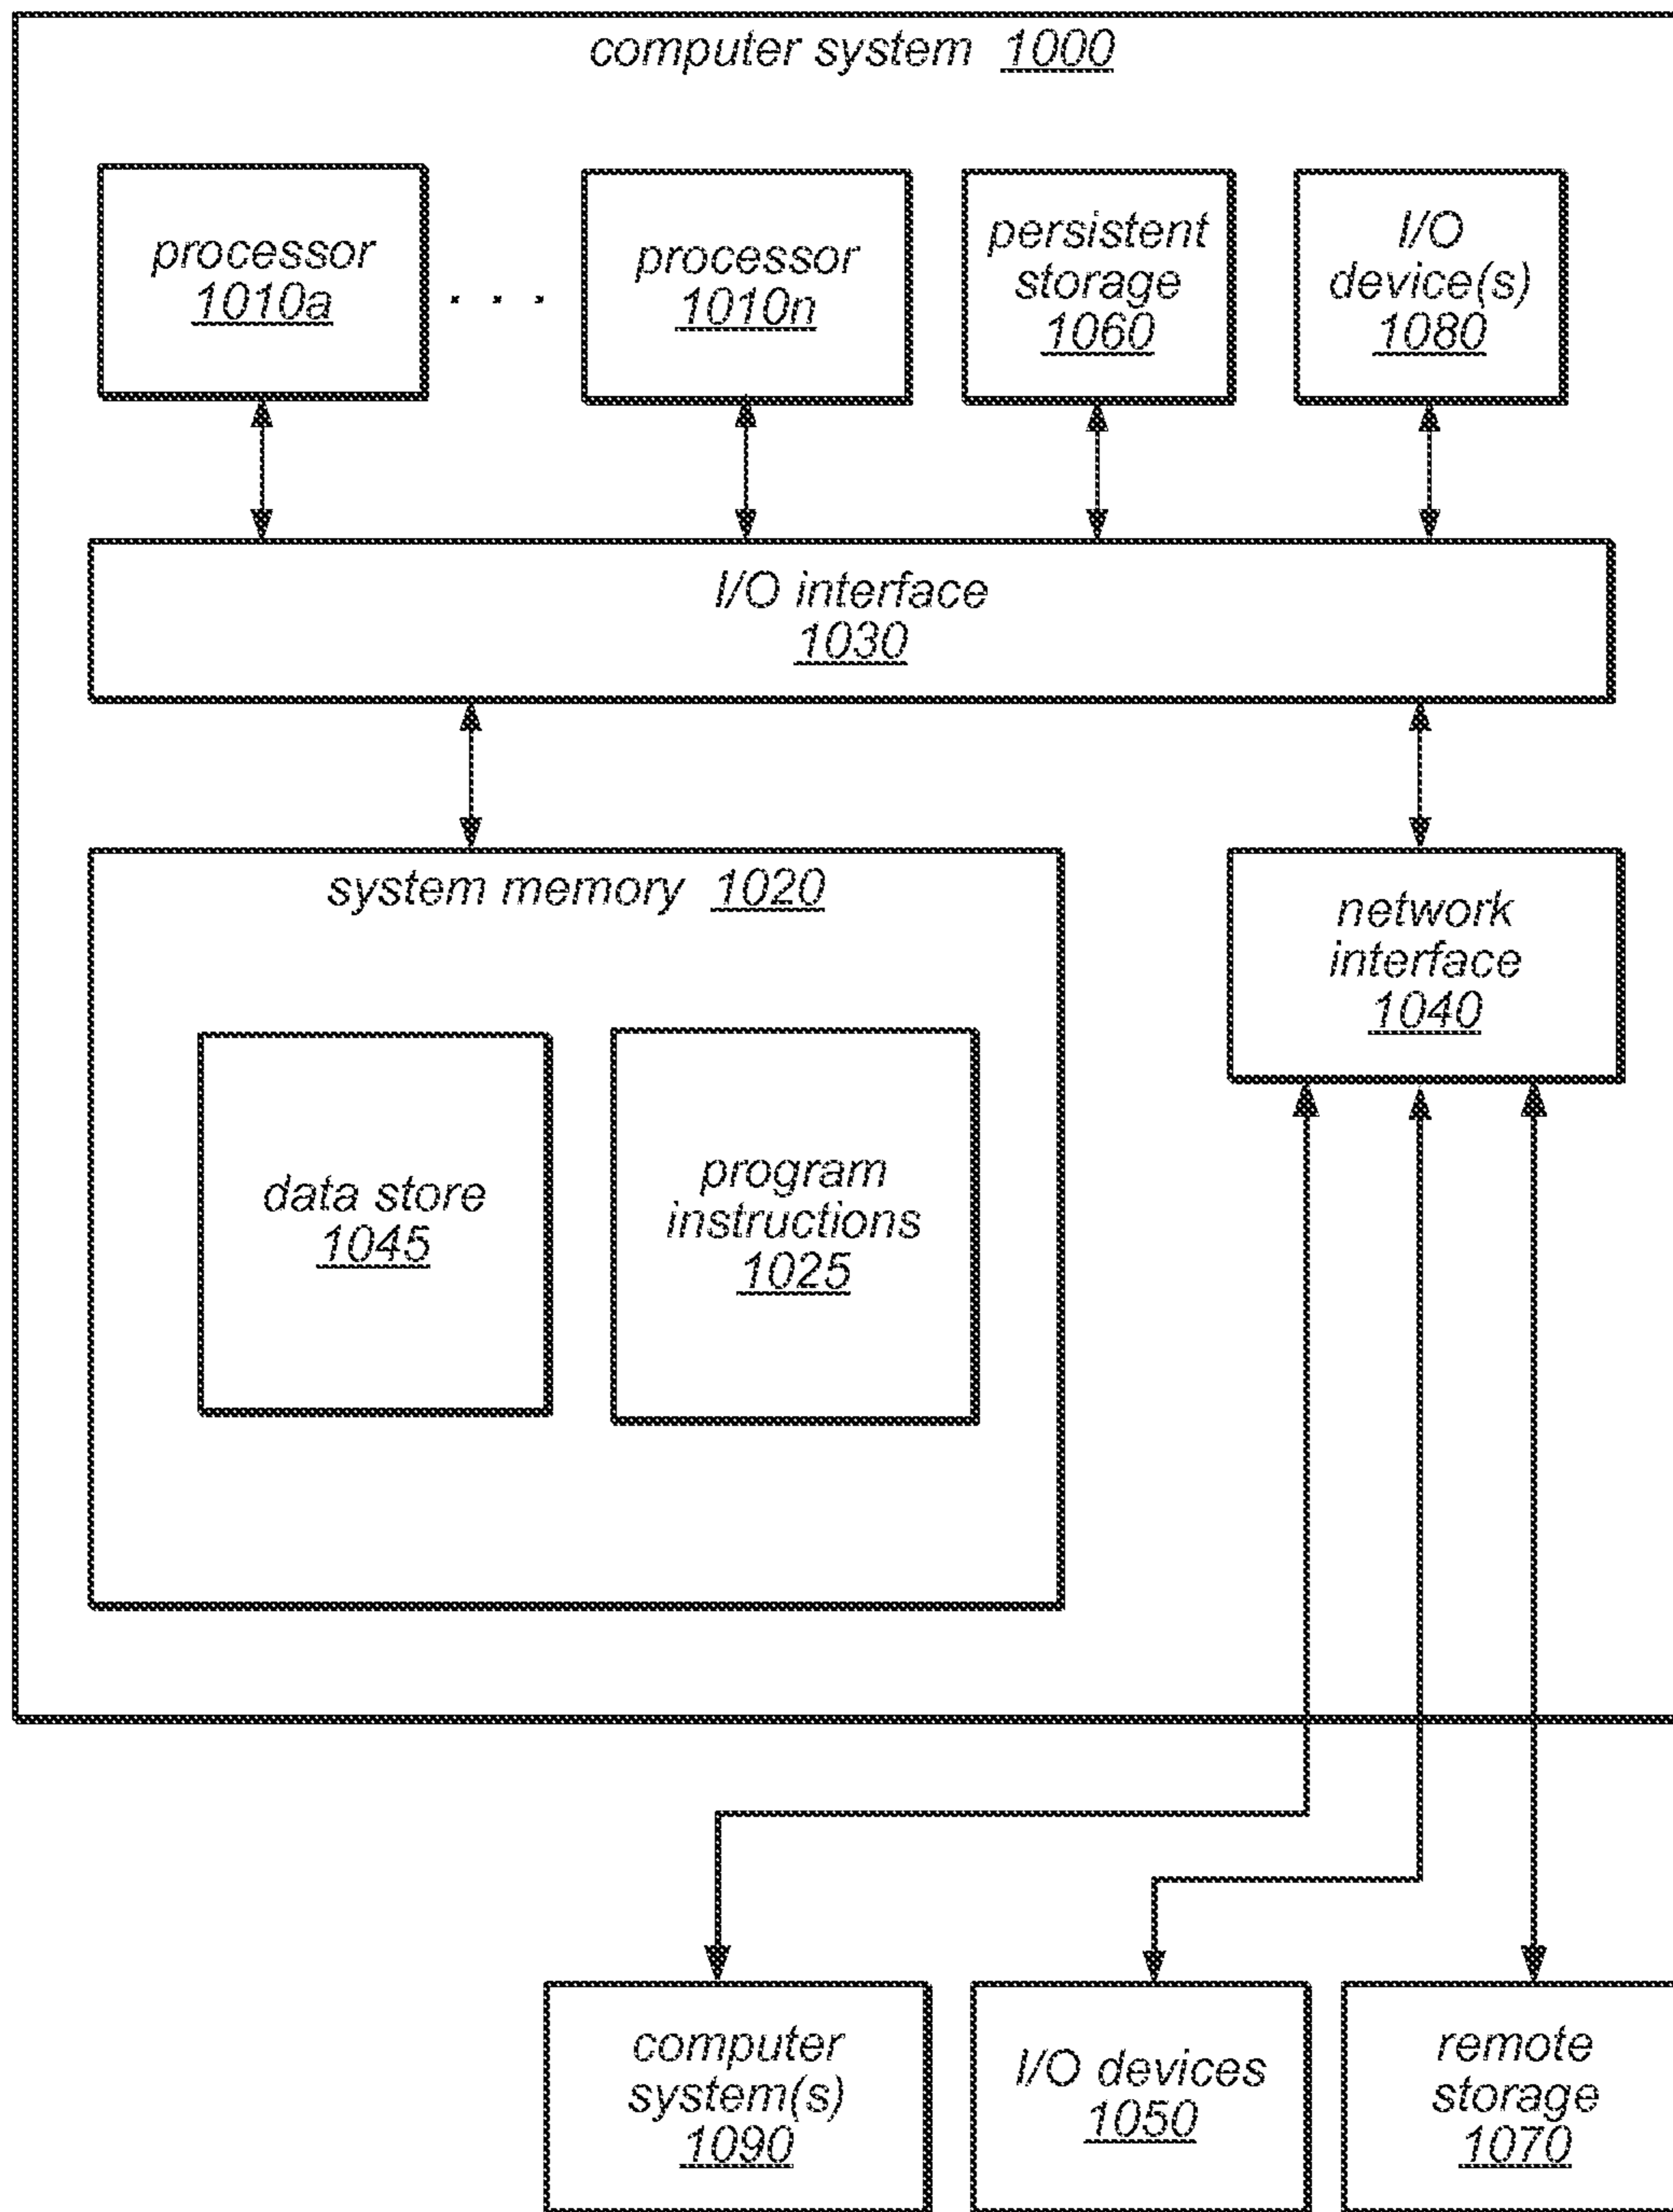 computer system 1000
processor
1010a
. . .
processor
1010n
persistent
storage
1060
I/O
device(s)
1080
I/O interface
1030
system memory 1020
network
interface
1040
data store
1045
program
instructions
1025
computer
system(s)
1090
I/O devices
1050
remote
storage
1070